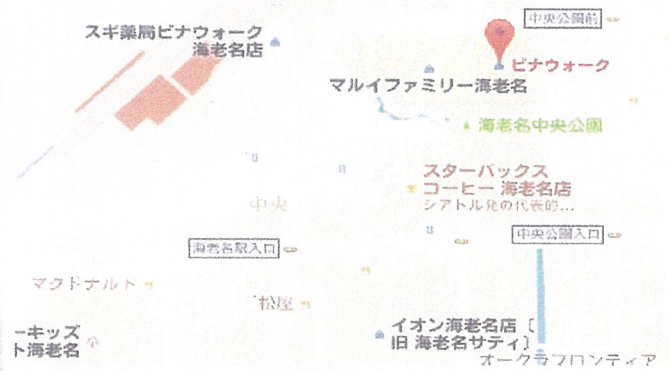 中央公園前
スギ薬局ビナウォーク
海老名店
ビナウォーク
マルイファミリー海老名
海老名中央公園
スターバックス
コーヒー 海老名店
シアトル発の代表的...
中央
中央公園入口
海老名駅入口
マクドナルド
松屋
イオン海老名店〔
旧 海老名サティ〕
ーキッズ
ト海老名
オークラフロンティア